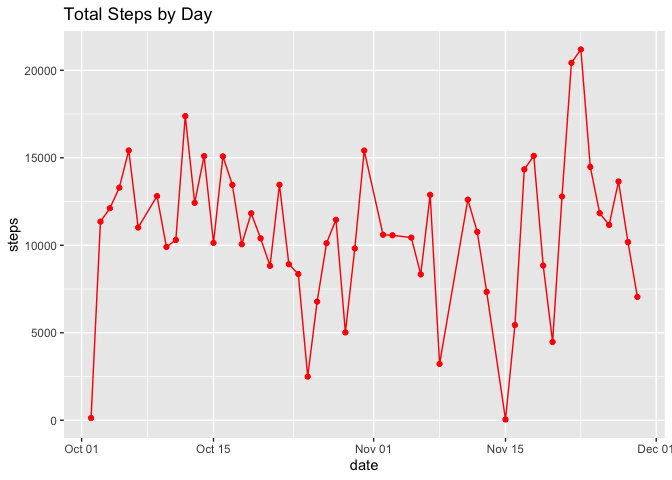 Total Steps by Day
20000
15000
10000
5000
0
steps
Oct 01
Oct 15
Nov 01
Nov 15
Dec 01
date